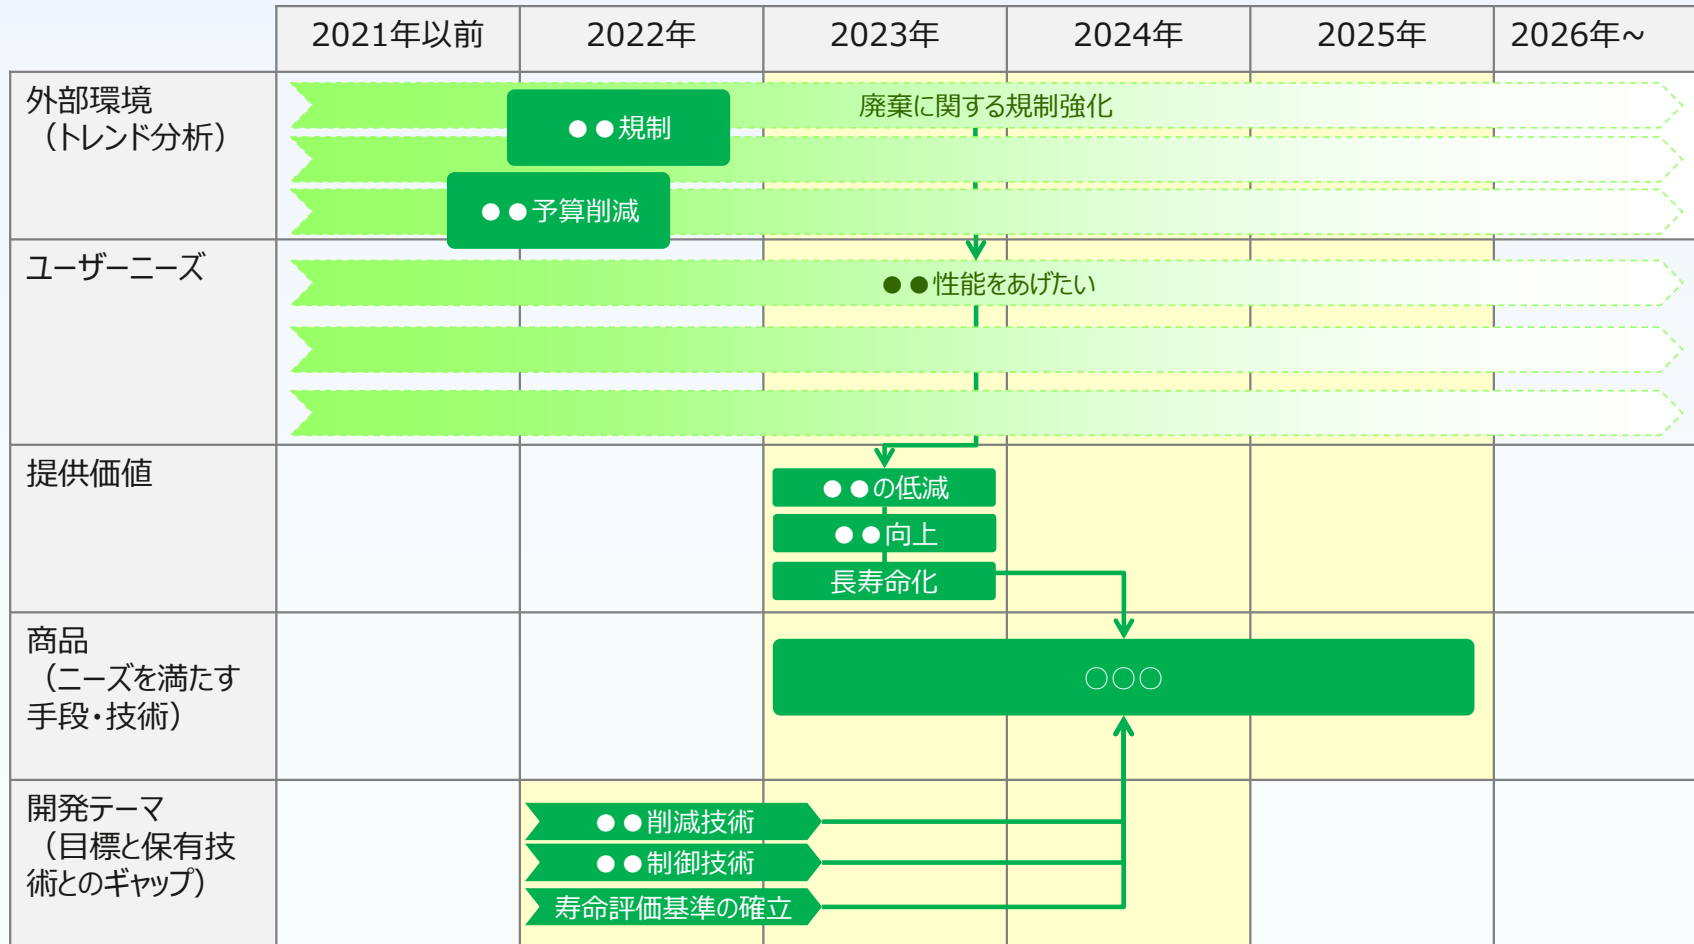 2021年以前
2022年
2023年
2024年
2025年
2026年~
外部環境
（トレンド分析）
廃棄に関する規制強化
●●規制
●●予算削減
ユーザーニーズ
●●性能をあげたい
提供価値
●●の低減
●●向上
長寿命化
商品
（ニーズを満たす
手段・技術）
○○○
開発テーマ
（目標と保有技
術とのギャップ）
●●削減技術
●●制御技術
寿命評価基準の確立